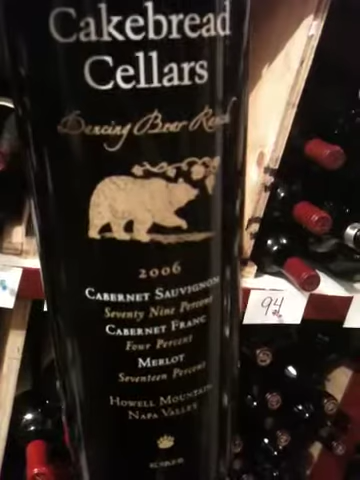 Cakebread
Cellars
Dancing Bear Ranch
2006
CABERNET SAUVIGNON
Seventy Nine Percent
CABERNET FRANC
Four Percent
MERLOT
Seventeen Percent
HOWELL MOUNTAIN
NAPA VALLEY
94